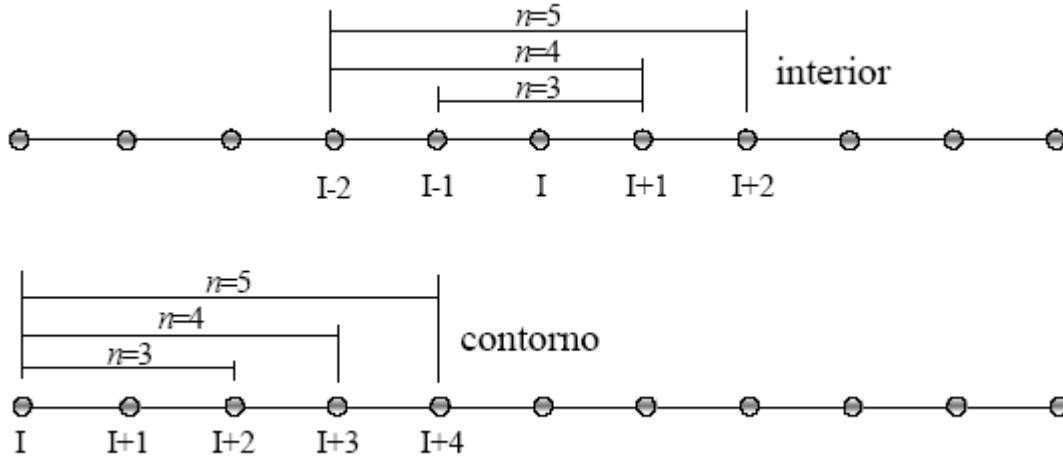 n=5
n=4
n=3
interior
I-2 I-1 I I+1 I+2
n=5
n=4
n=3
contorno
I I+1 I+2 I+3 I+4